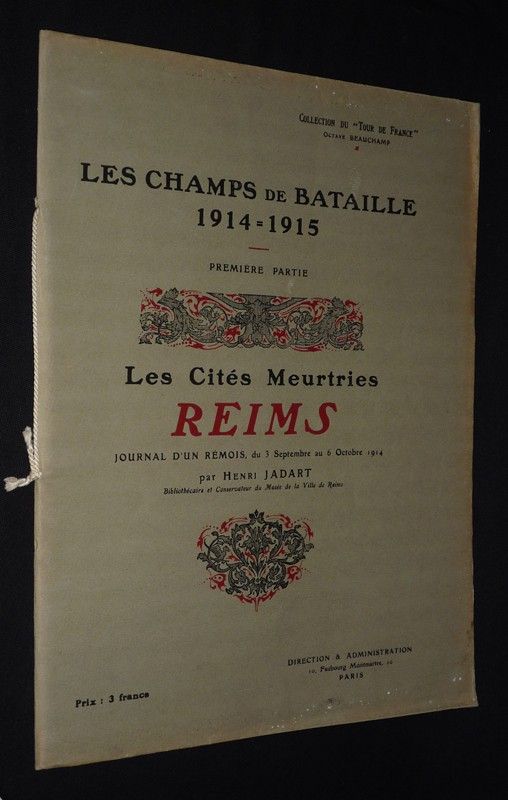 COLLECTION DU "TOUR DE FRANCE"
OCTAVE BEAUCHAMP
LES CHAMPS DE BATAILLE
1914=1915
PREMIERE PARTIE
Les Cités Meurtries
REIMS
JOURNAL D'UN REMOIS, du 3 Septembre au 6 Octobre 1914
par HENRI JADART
Bibliothécaire et Conservateur du Musée de la Ville de Reims
DIRECTION & ADMINISTRATION
10, Faubourg Montmartre, 10
PARIS
Prix : 3 francs